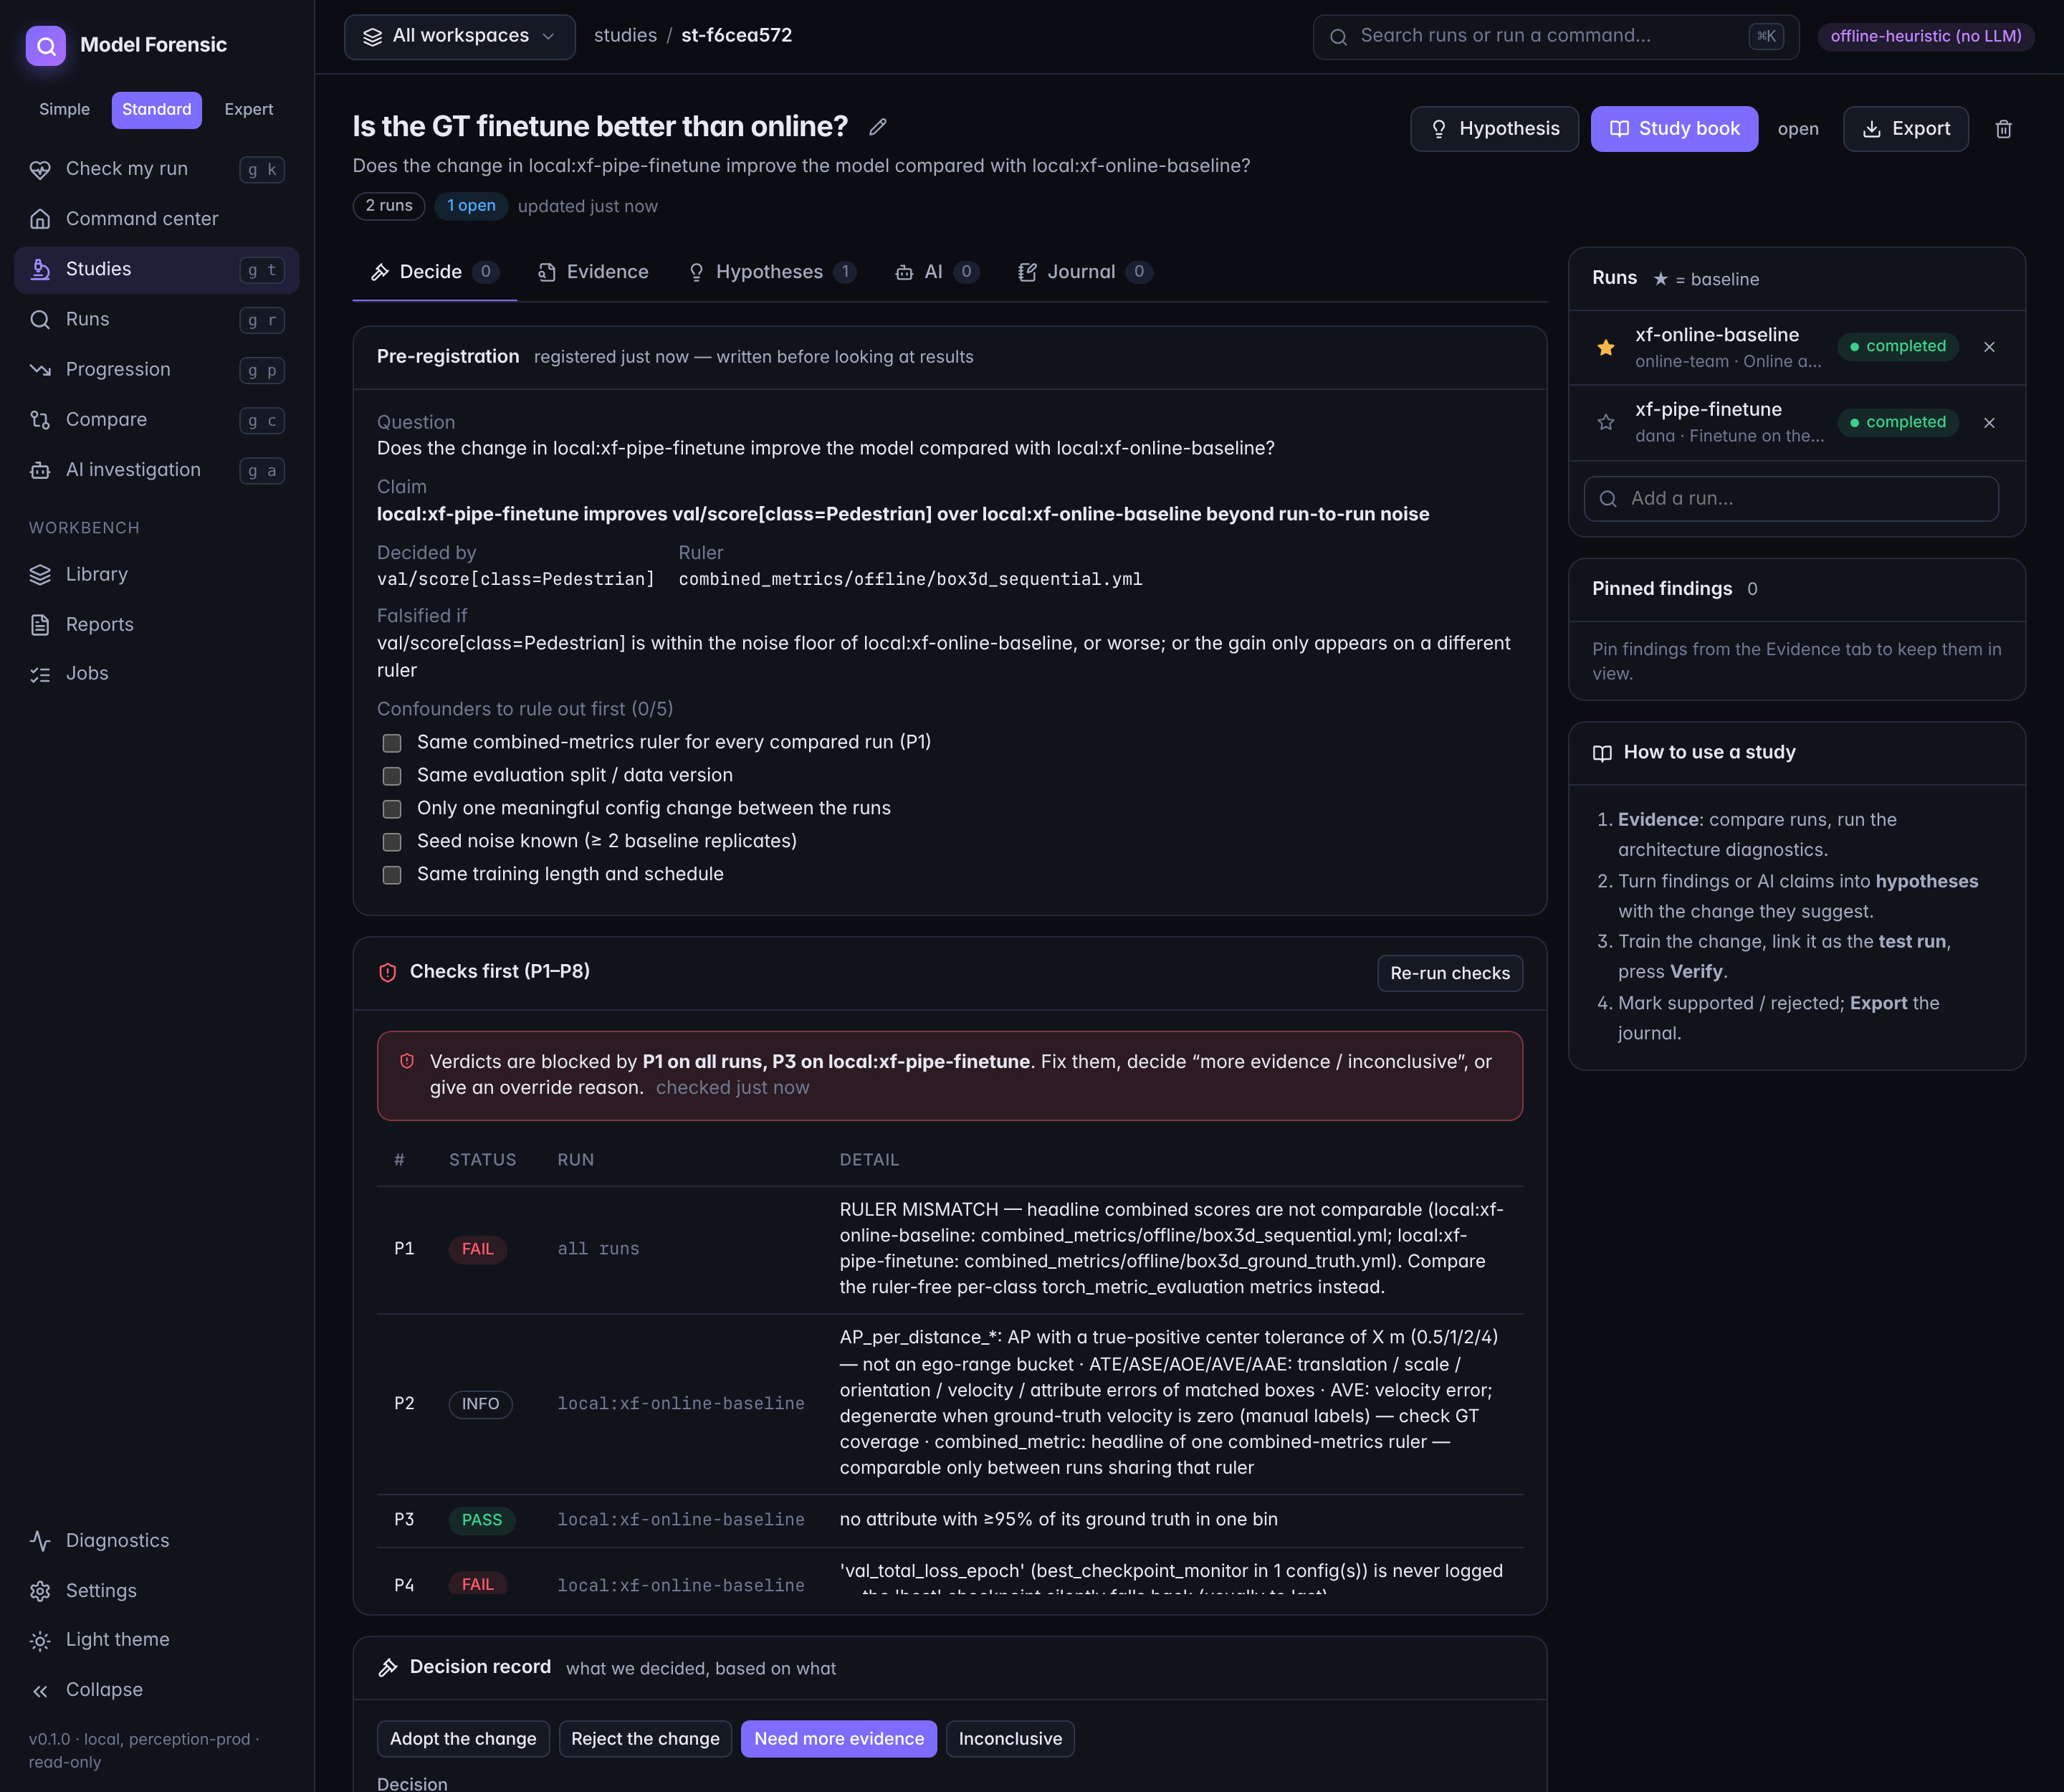 Model Forensic
Simple
Standard
Expert
Check my run
g k
Command center
Studies
g t
Runs
g r
Progression
g p
Compare
g c
AI investigation
g a
WORKBENCH
Library
Reports
Jobs
Diagnostics
Settings
Light theme
Collapse
v0.1.0 · local, perception-prod ·
read-only
All workspaces
studies / st-f6cea572
Search runs or run a command...
⌘K
offline-heuristic (no LLM)
Is the GT finetune better than online?
Does the change in local:xf-pipe-finetune improve the model compared with local:xf-online-baseline?
2 runs
1 open
updated just now
Hypothesis
Study book
open
Export
Decide 0
Evidence
Hypotheses 1
AI 0
Journal 0
Pre-registration registered just now — written before looking at results
Question
Does the change in local:xf-pipe-finetune improve the model compared with local:xf-online-baseline?
Claim
local:xf-pipe-finetune improves val/score[class=Pedestrian] over local:xf-online-baseline beyond run-to-run noise
Decided by
val/score[class=Pedestrian]
Ruler
combined_metrics/offline/box3d_sequential.yml
Falsified if
val/score[class=Pedestrian] is within the noise floor of local:xf-online-baseline, or worse; or the gain only appears on a different
ruler
Confounders to rule out first (0/5)
Same combined-metrics ruler for every compared run (P1)
Same evaluation split / data version
Only one meaningful config change between the runs
Seed noise known (≥ 2 baseline replicates)
Same training length and schedule
Checks first (P1–P8)
Re-run checks
Verdicts are blocked by P1 on all runs, P3 on local:xf-pipe-finetune. Fix them, decide “more evidence / inconclusive”, or
give an override reason. checked just now
# STATUS RUN DETAIL
P1 FAIL all runs
RULER MISMATCH — headline combined scores are not comparable (local:xf-
online-baseline: combined_metrics/offline/box3d_sequential.yml; local:xf-
pipe-finetune: combined_metrics/offline/box3d_ground_truth.yml). Compare
the ruler-free per-class torch_metric_evaluation metrics instead.
P2 INFO local:xf-online-baseline
AP_per_distance_*: AP with a true-positive center tolerance of X m (0.5/1/2/4)
— not an ego-range bucket · ATE/ASE/AOE/AVE/AAE: translation / scale /
orientation / velocity / attribute errors of matched boxes · AVE: velocity error;
degenerate when ground-truth velocity is zero (manual labels) — check GT
coverage · combined_metric: headline of one combined-metrics ruler —
comparable only between runs sharing that ruler
P3 PASS local:xf-online-baseline no attribute with ≥95% of its ground truth in one bin
P4 FAIL local:xf-online-baseline
'val_total_loss_epoch' (best_checkpoint_monitor in 1 config(s)) is never logged
Decision record what we decided, based on what
Adopt the change
Reject the change
Need more evidence
Inconclusive
Decision
Runs ★ = baseline
xf-online-baseline
online-team · Online a...
completed
xf-pipe-finetune
dana · Finetune on the...
completed
Add a run...
Pinned findings 0
Pin findings from the Evidence tab to keep them in
view.
How to use a study
1. Evidence: compare runs, run the
architecture diagnostics.
2. Turn findings or AI claims into hypotheses
with the change they suggest.
3. Train the change, link it as the test run,
press Verify.
4. Mark supported / rejected; Export the
journal.